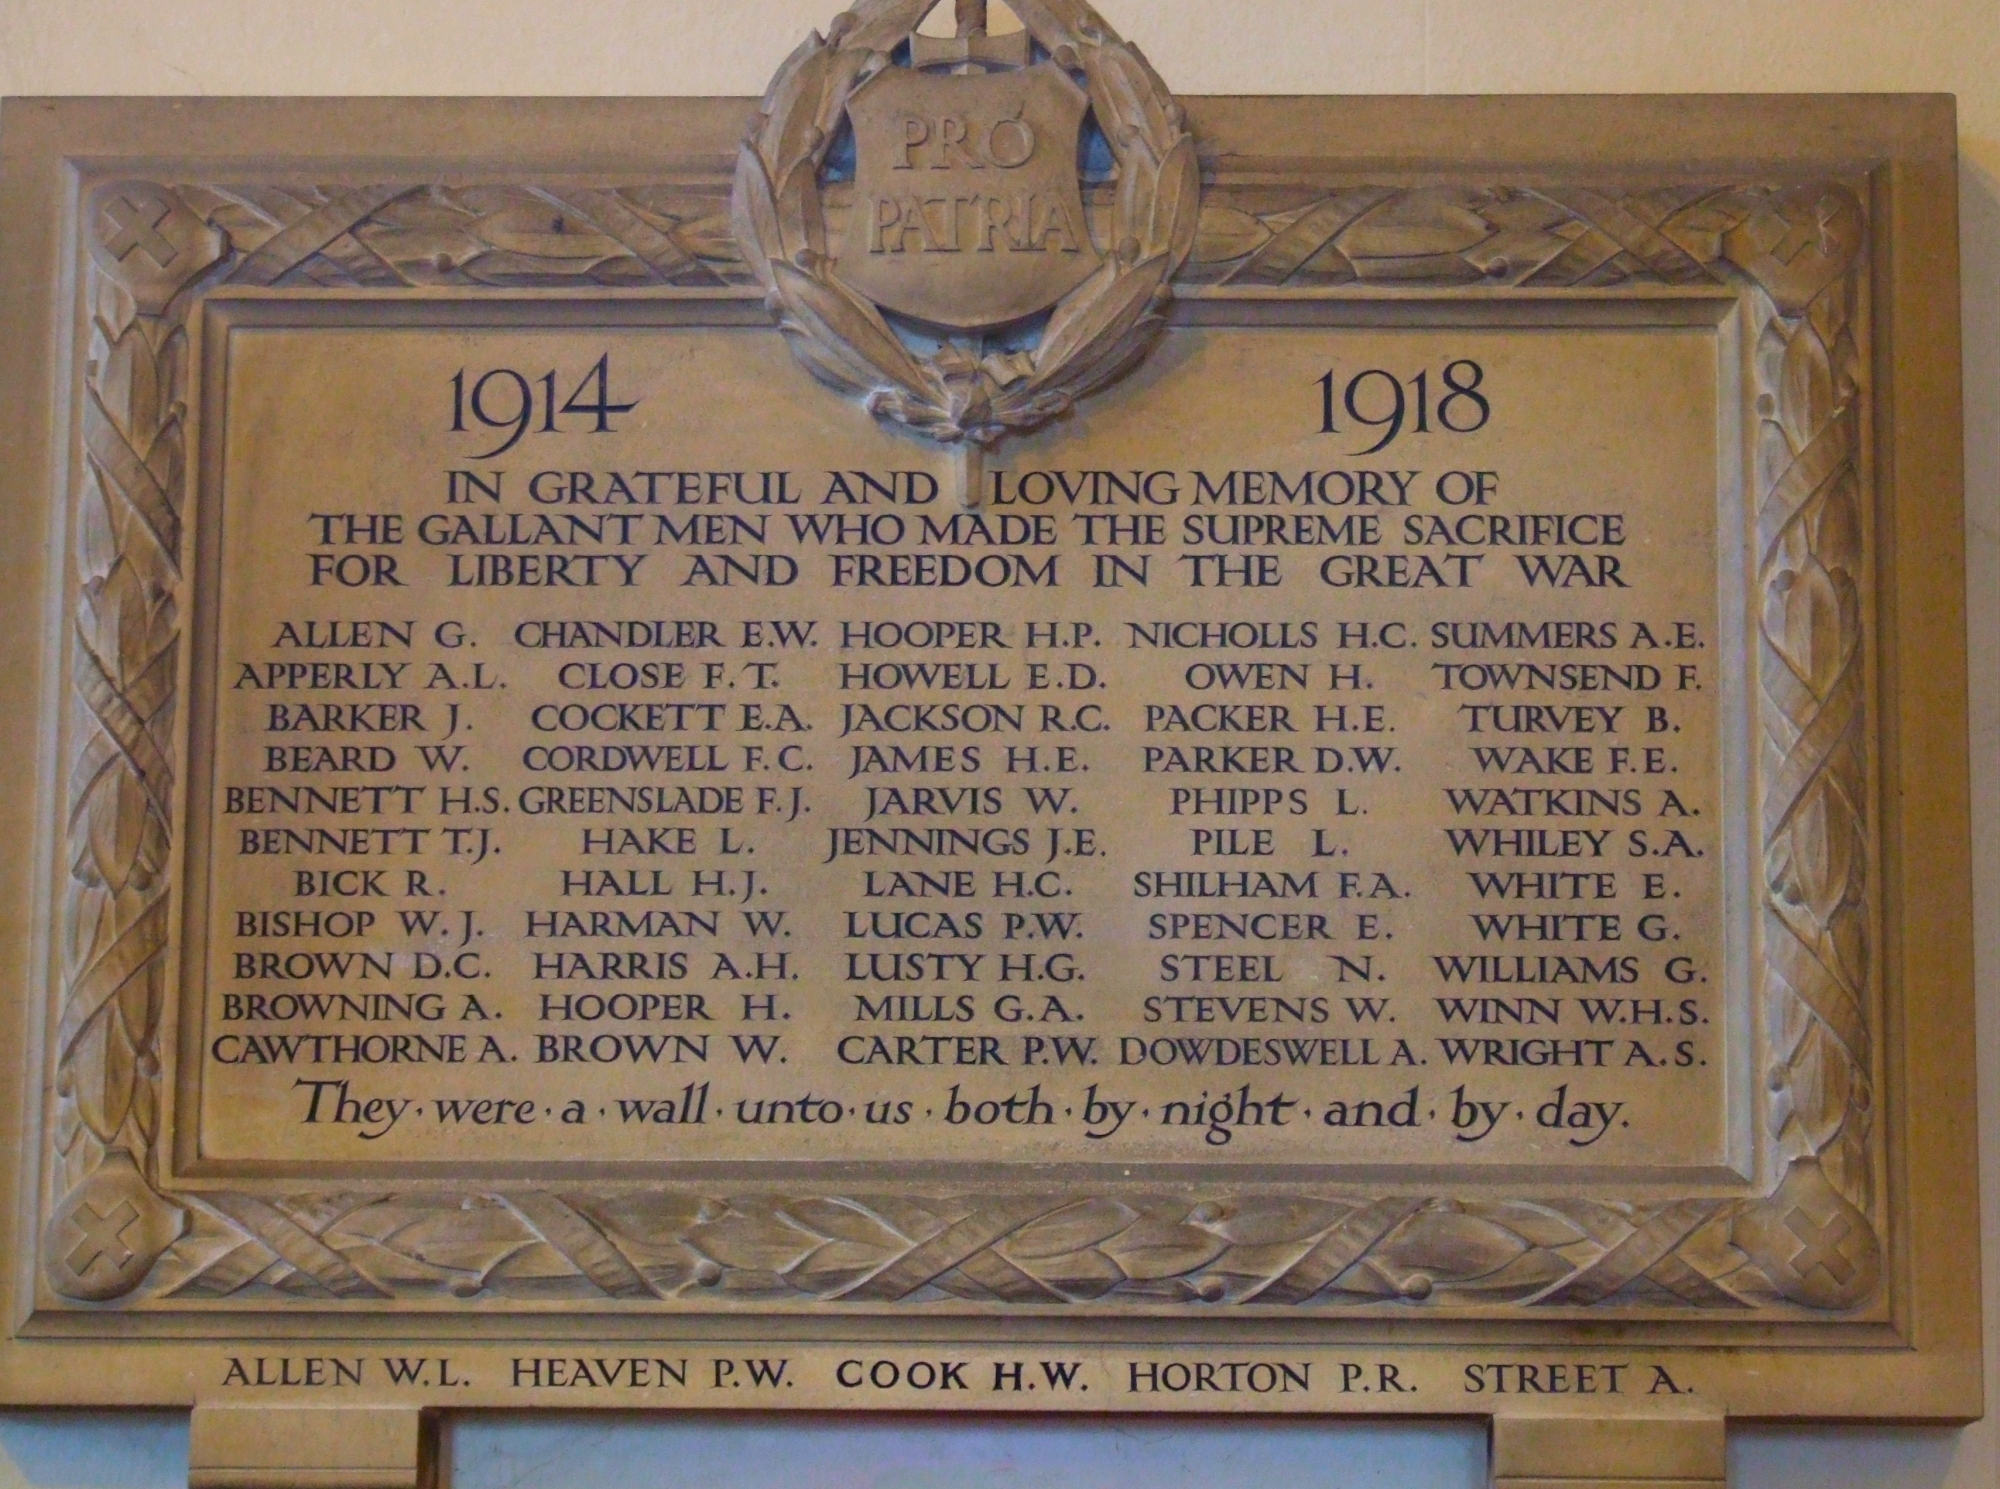 PRO
PATRIA
1914 1918
IN GRATEFUL AND LOVING MEMORY OF
THE GALLANT MEN WHO MADE THE SUPREME SACRIFICE
FOR LIBERTY AND FREEDOM IN THE GREAT WAR
ALLEN G. CHANDLER E.W. HOOPER H.P. NICHOLLS H.C. SUMMERS A.E.
APPERLY A.L. CLOSE F.T. HOWELL E.D. OWEN H. TOWNSEND F.
BARKER J. COCKETT E.A. JACKSON R.C. PACKER H.E. TURVEY B.
BEARD W. CORDWELL F.C. JAMES H.E. PARKER D.W. WAKE F.E.
BENNETT H.S. GREENSLADE F.J. JARVIS W. PHIPPS L. WATKINS A.
BENNETT T.J. HAKE L. JENNINGS J.E. PILE L. WHILEY S.A.
BICK R. HALL H.J. LANE H.C. SHILHAM F.A. WHITE E.
BISHOP W.J. HARMAN W. LUCAS P.W. SPENCER E. WHITE G.
BROWN D.C. HARRIS A.H. LUSTY H.G. STEEL N. WILLIAMS G.
BROWNING A. HOOPER H. MILLS G.A. STEVENS W. WINN W.H.S.
CAWTHORNE A. BROWN W. CARTER P.W. DOWDESWELL A. WRIGHT A.S.
They·were·a·wall·unto·us·both·by·night·and·by·day.
ALLEN W.L. HEAVEN P.W. COOK H.W. HORTON P.R. STREET A.